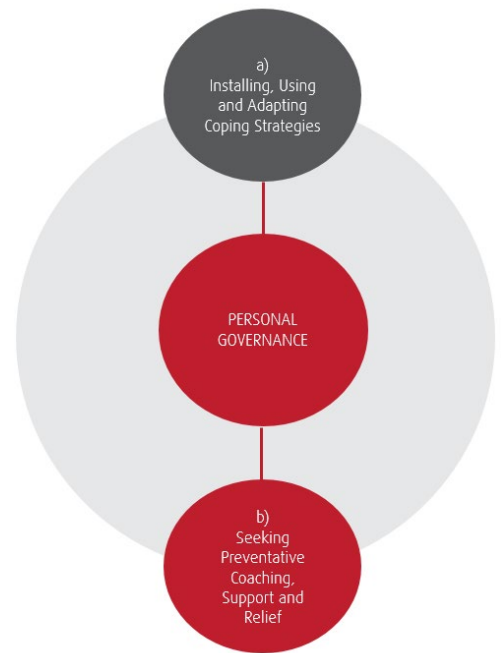 a)
Installing, Using
and Adapting
Coping Strategies
PERSONAL
GOVERNANCE
b)
Seeking
Preventative
Coaching,
Support and
Relief